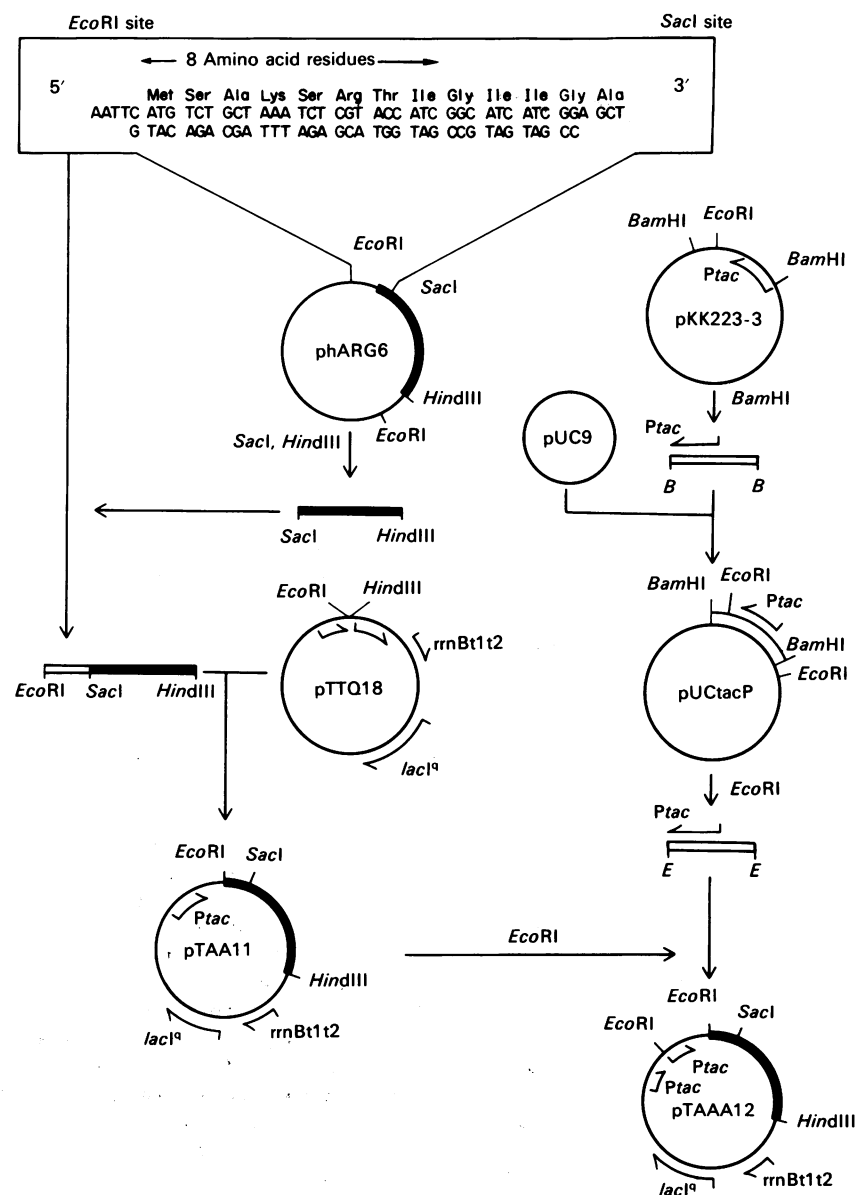 EcoRI site
SacI site
8 Amino acid residues
5′
3′
Met Ser Ala Lys Ser Arg Thr Ile Gly Ile Ile Gly Ala
AATTC ATG TCT GCT AAA TCT CGT ACC ATC GGC ATC ATC GGA GCT
G TAC AGA CGA TTT AGA GCA TGG TAG CCG TAG TAG CC
EcoRI
SacI
phARG6
HindIII
EcoRI
SacI, HindIII
SacI
HindIII
BamHI
EcoRI
Ptac
BamHI
pKK223-3
BamHI
pUC9
Ptac
B
B
EcoRI
HindIII
rrnBt1t2
pTTQ18
lacIq
EcoRI
SacI
HindIII
BamHI
EcoRI
Ptac
BamHI
EcoRI
pUCtacP
EcoRI
Ptac
E
E
EcoRI
SacI
Ptac
pTAA11
HindIII
lacIq
rrnBt1t2
EcoRI
EcoRI
EcoRI
SacI
Ptac
Ptac
pTAAA12
HindIII
rrnBt1t2
lacIq